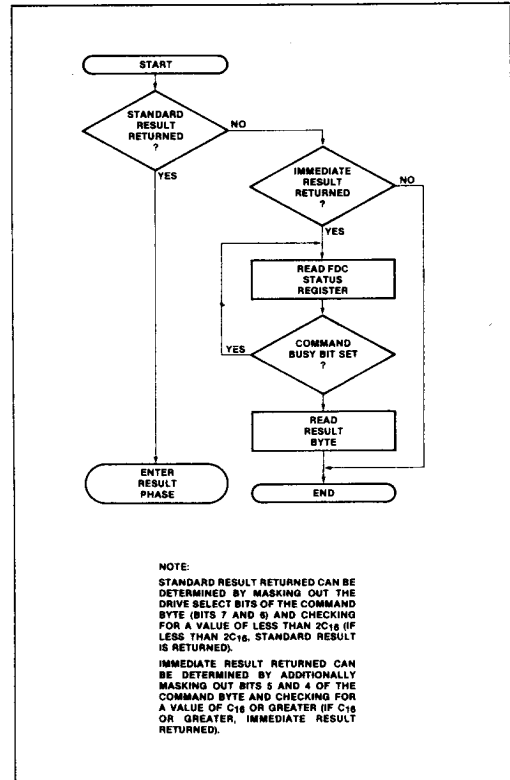 START
STANDARD
RESULT
RETURNED
?
NO
YES
IMMEDIATE
RESULT
RETURNED
?
NO
YES
READ FDC
STATUS
REGISTER
YES
COMMAND
BUSY BIT SET
?
READ
RESULT
BYTE
ENTER
RESULT
PHASE
END
NOTE:
STANDARD RESULT RETURNED CAN BE
DETERMINED BY MASKING OUT THE
DRIVE SELECT BITS OF THE COMMAND
BYTE (BITS 7 AND 6) AND CHECKING
FOR A VALUE OF LESS THAN 2C₁₆ (IF
LESS THAN 2C₁₆, STANDARD RESULT
IS RETURNED).
IMMEDIATE RESULT RETURNED CAN
BE DETERMINED BY ADDITIONALLY
MASKING OUT BITS 5 AND 4 OF THE
COMMAND BYTE AND CHECKING FOR
A VALUE OF C₁₆ OR GREATER (IF C₁₆
OR GREATER, IMMEDIATE RESULT
RETURNED).